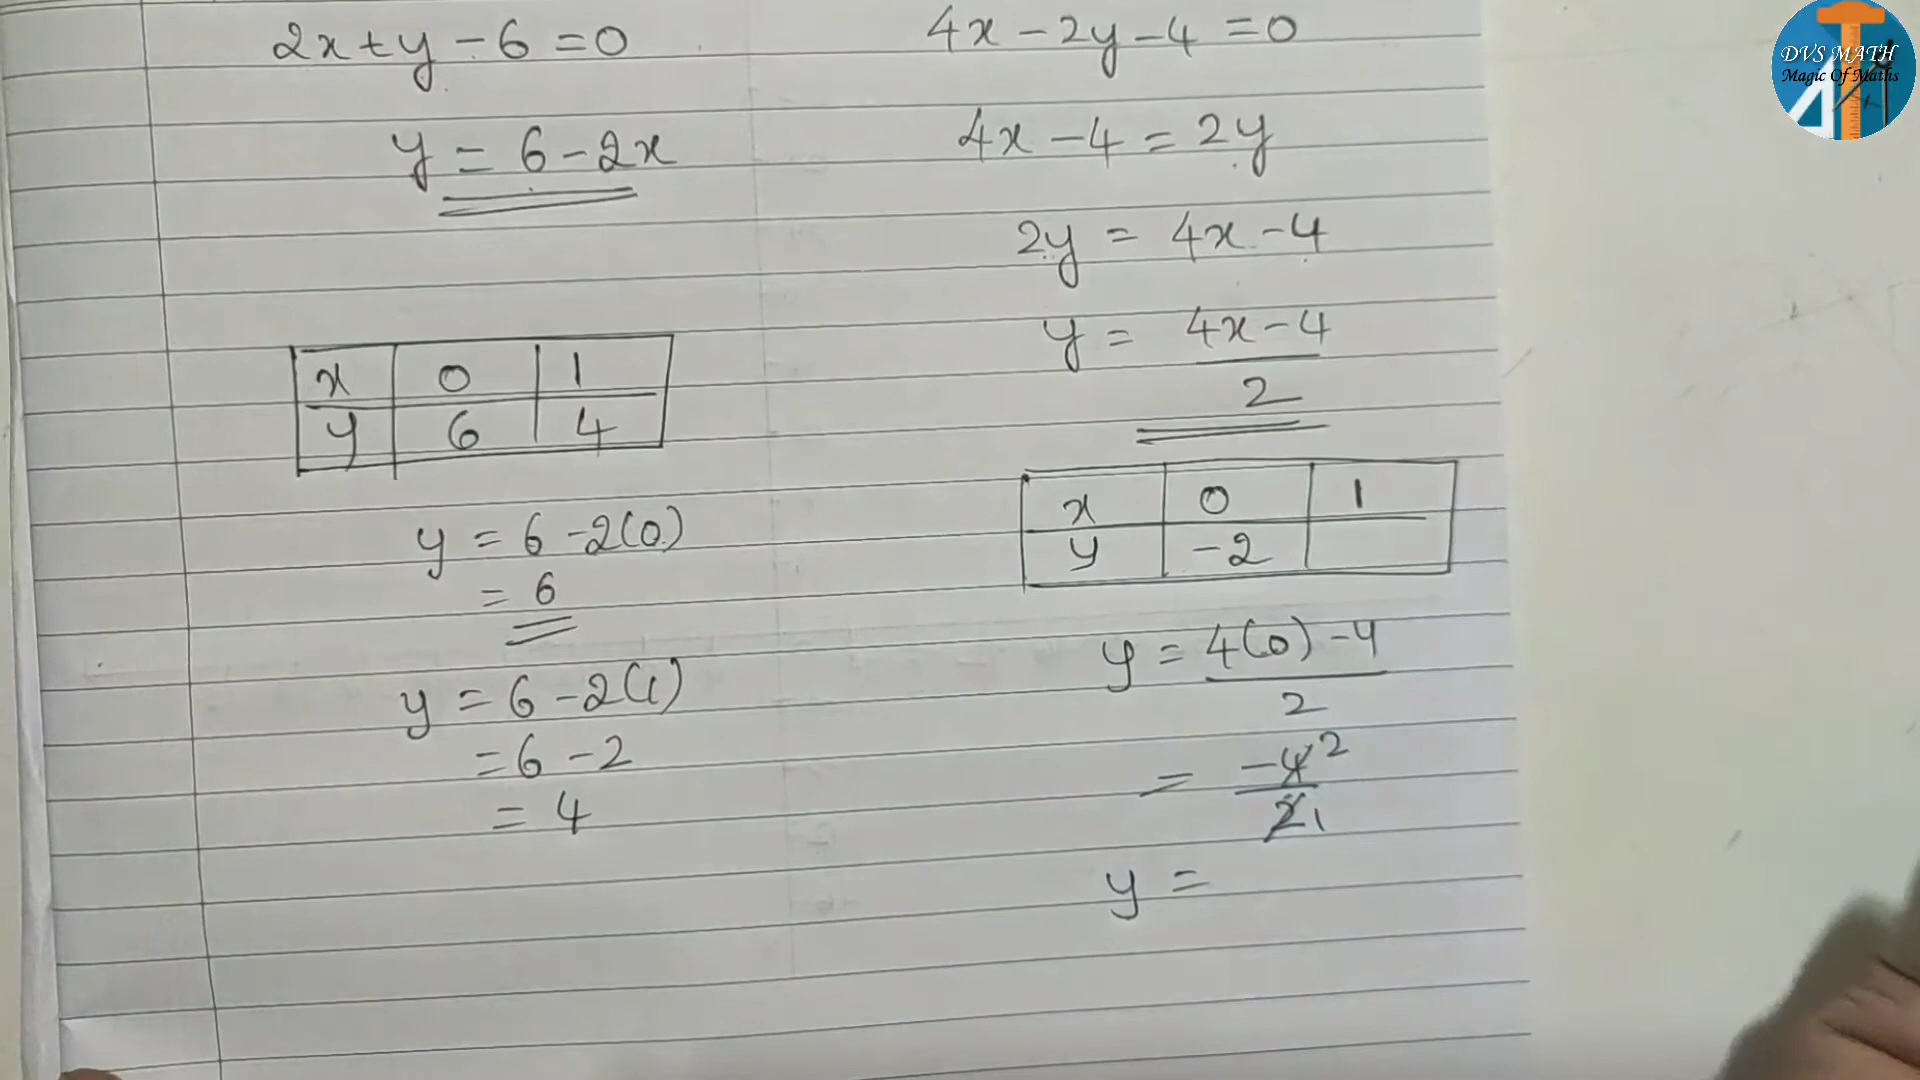 2x + y - 6 = 0
y = 6 - 2x
x 0 1
y 6 4
y = 6 - 2(0)
= 6
y = 6 - 2(1)
= 6 - 2
= 4
4x - 2y - 4 = 0
4x - 4 = 2y
2y = 4x - 4
y = 4x - 4
2
x 0 1
y -2
y = 4(0) - 4
2
= -4 2
2 1
y =
DVS MATH
Magic Of Maths